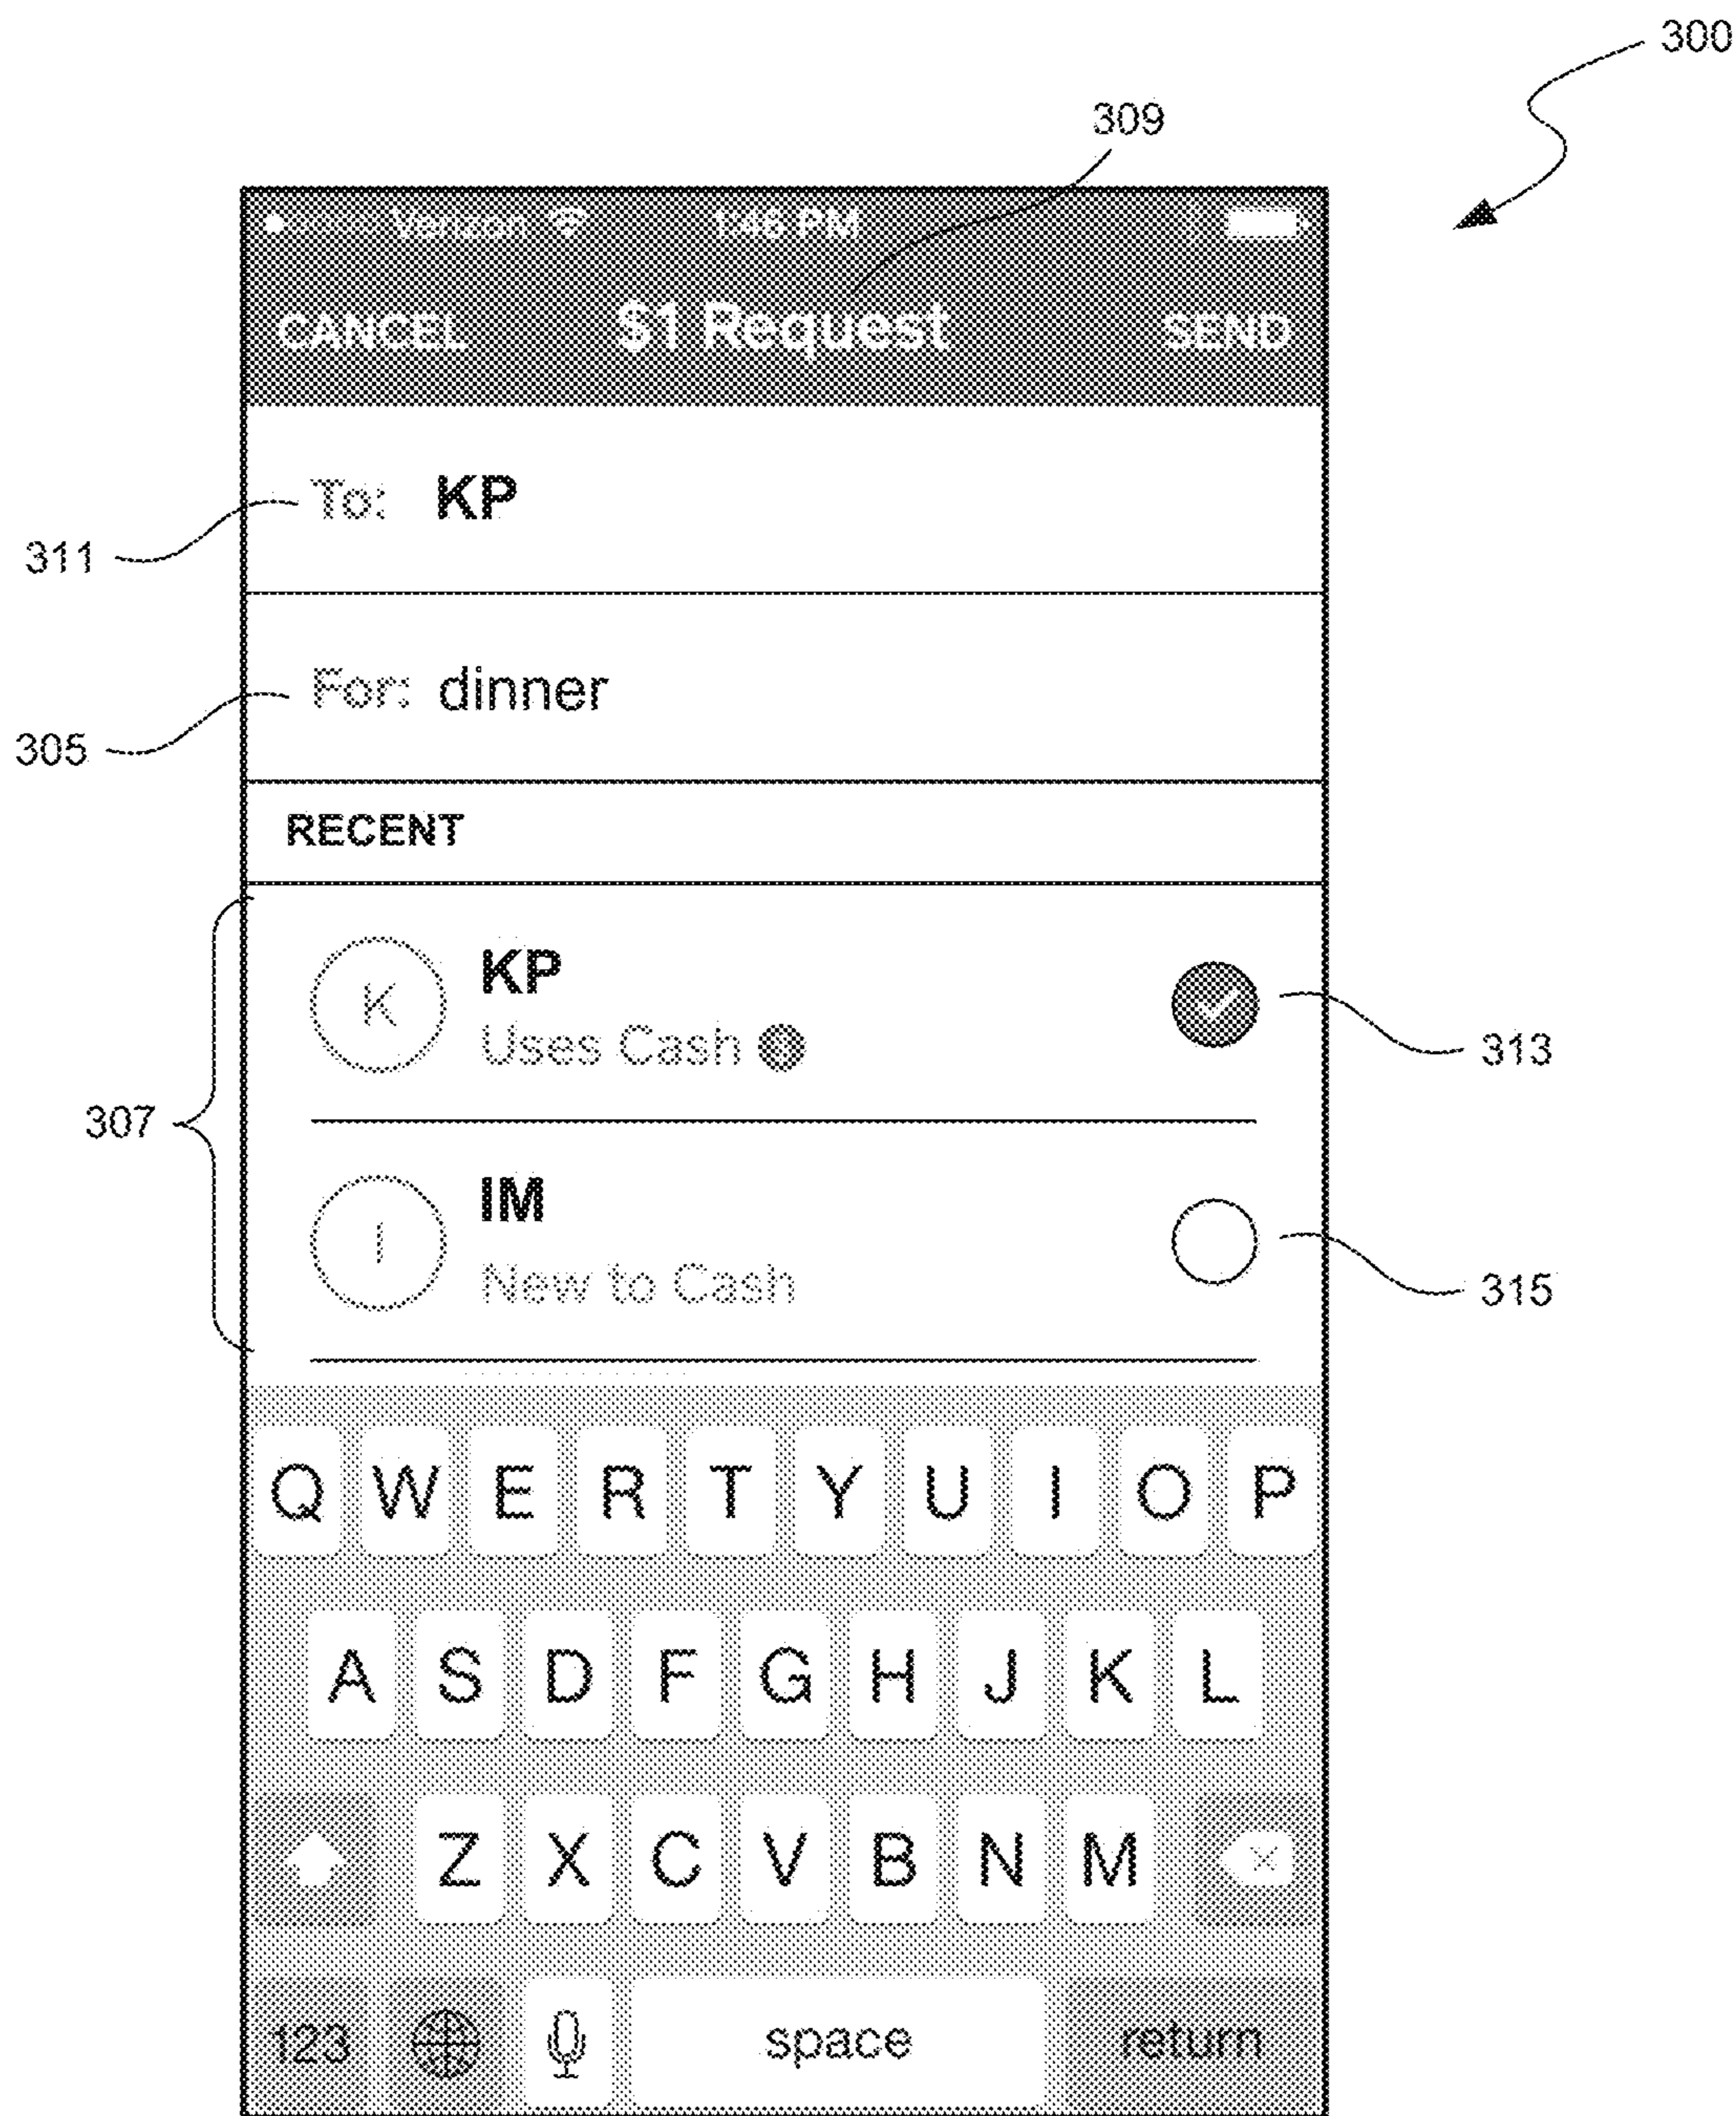 300
309
Verizon 1:46 PM
CANCEL $1 Request SEND
To: KP
311
For: dinner
305
RECENT
K KP
Uses Cash
313
307
I IM
New to Cash
315
Q W E R T Y U I O P
A S D F G H J K L
Z X C V B N M
123 space return